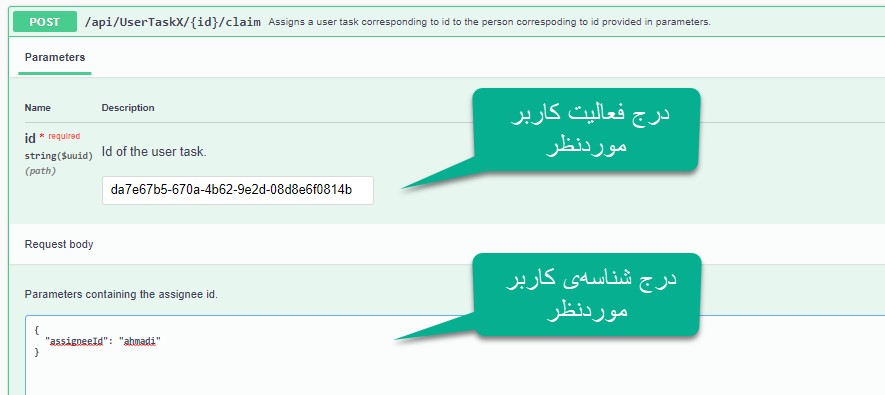 POST /api/UserTaskX/{id}/claim Assigns a user task corresponding to id to the person correspoding to id provided in parameters.
Parameters
Name Description
id * required
string($uuid)
(path)
Id of the user task.
da7e67b5-670a-4b62-9e2d-08d8e6f0814b
درج فعالیت کاربر
موردنظر
Request body
Parameters containing the assignee id.
درج شناسه‌ی کاربر
موردنظر
{
"assigneeId": "ahmadi"
}